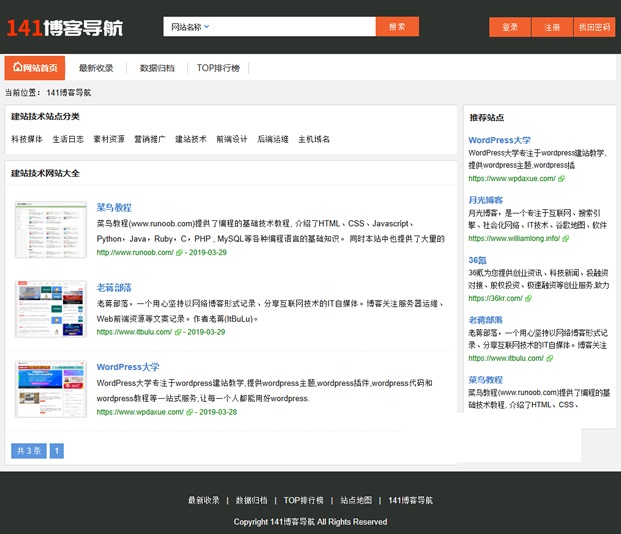 141博客导航
网站名称
搜索
登录 注册 找回密码
网站首页 最新收录 数据归档 TOP排行榜
当前位置： 141博客导航
建站技术站点分类
科技媒体 生活日志 素材资源 营销推广 建站技术 前端设计 后端运维 主机域名
建站技术网站大全
菜鸟教程
菜鸟教程(www.runoob.com)提供了编程的基础技术教程, 介绍了HTML、CSS、Javascript、
Python，Java，Ruby，C，PHP , MySQL等各种编程语言的基础知识。 同时本站中也提供了大量的
http://www.runoob.com/ - 2019-03-29
老蒋部落
老蒋部落，一个用心坚持以网络博客形式记录、分享互联网技术的IT自媒体。博客关注服务器运维、
Web前端资源等文案记录。作者老蒋(ItBuLu)。
https://www.itbulu.com/ - 2019-03-29
WordPress大学
WordPress大学专注于wordpress建站教学,提供wordpress主题,wordpress插件,wordpress代码和
wordpress教程等一站式服务,让每一个人都能用好wordpress.
https://www.wpdaxue.com/ - 2019-03-28
共 3 条 1
推荐站点
WordPress大学
WordPress大学专注于wordpress建站教学,
提供wordpress主题,wordpress插
https://www.wpdaxue.com/
月光博客
月光博客，是一个专注于互联网、搜索引
擎、社会化网络、IT技术、谷歌地图、软件
https://www.williamlong.info/
36氪
36氪为您提供创业资讯、科技新闻、投融资
对接、股权投资、极速融资等创业服务,致力
https://36kr.com/
老蒋部落
老蒋部落，一个用心坚持以网络博客形式记
录、分享互联网技术的IT自媒体。博客关注
https://www.itbulu.com/
菜鸟教程
菜鸟教程(www.runoob.com)提供了编程的基
础技术教程, 介绍了HTML、CSS、
最新收录 | 数据归档 | TOP排行榜 | 站点地图 | 141博客导航
Copyright 141博客导航 All Rights Reserved